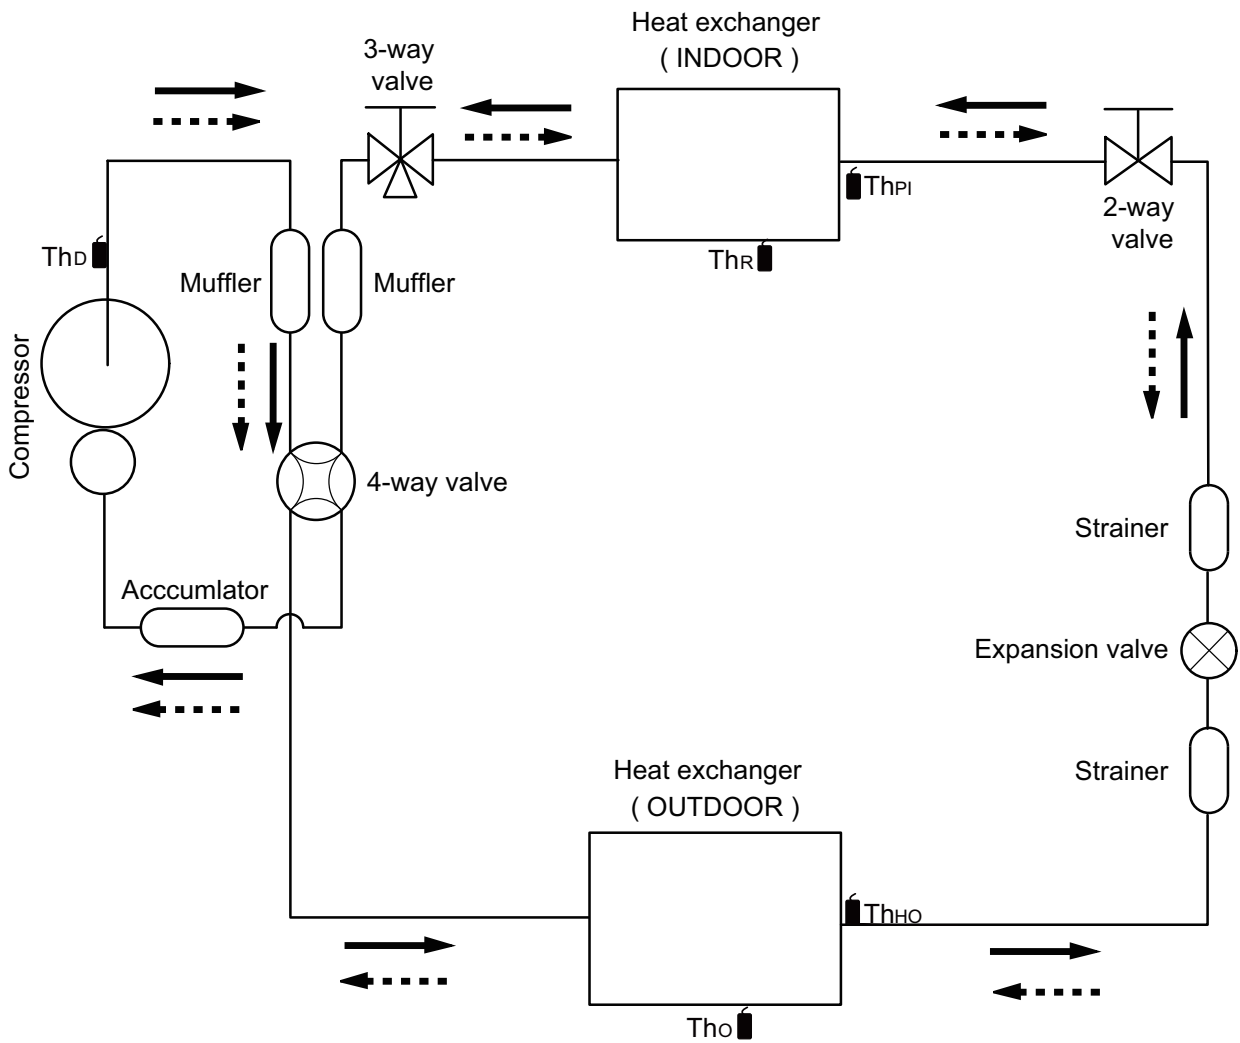 Heat exchanger
( INDOOR )
3-way
valve
ThPI
2-way
valve
ThD
ThR
Muffler
Muffler
Compressor
4-way valve
Strainer
Acccumlator
Expansion valve
Heat exchanger
( OUTDOOR )
Strainer
ThHO
ThO